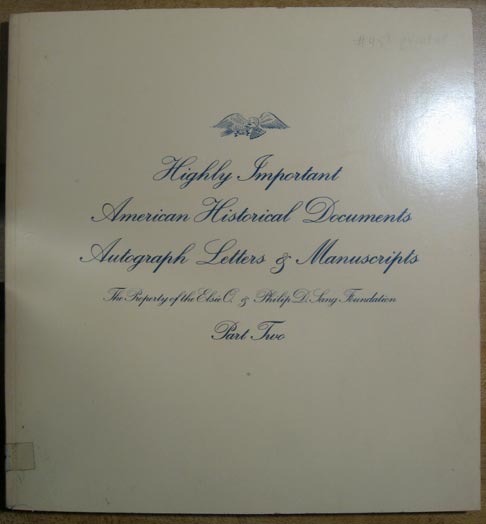 Highly Important
American Historical Documents
Autograph Letters & Manuscripts
The Property of the Elsie O. & Philip D. Sang Foundation
Part Two